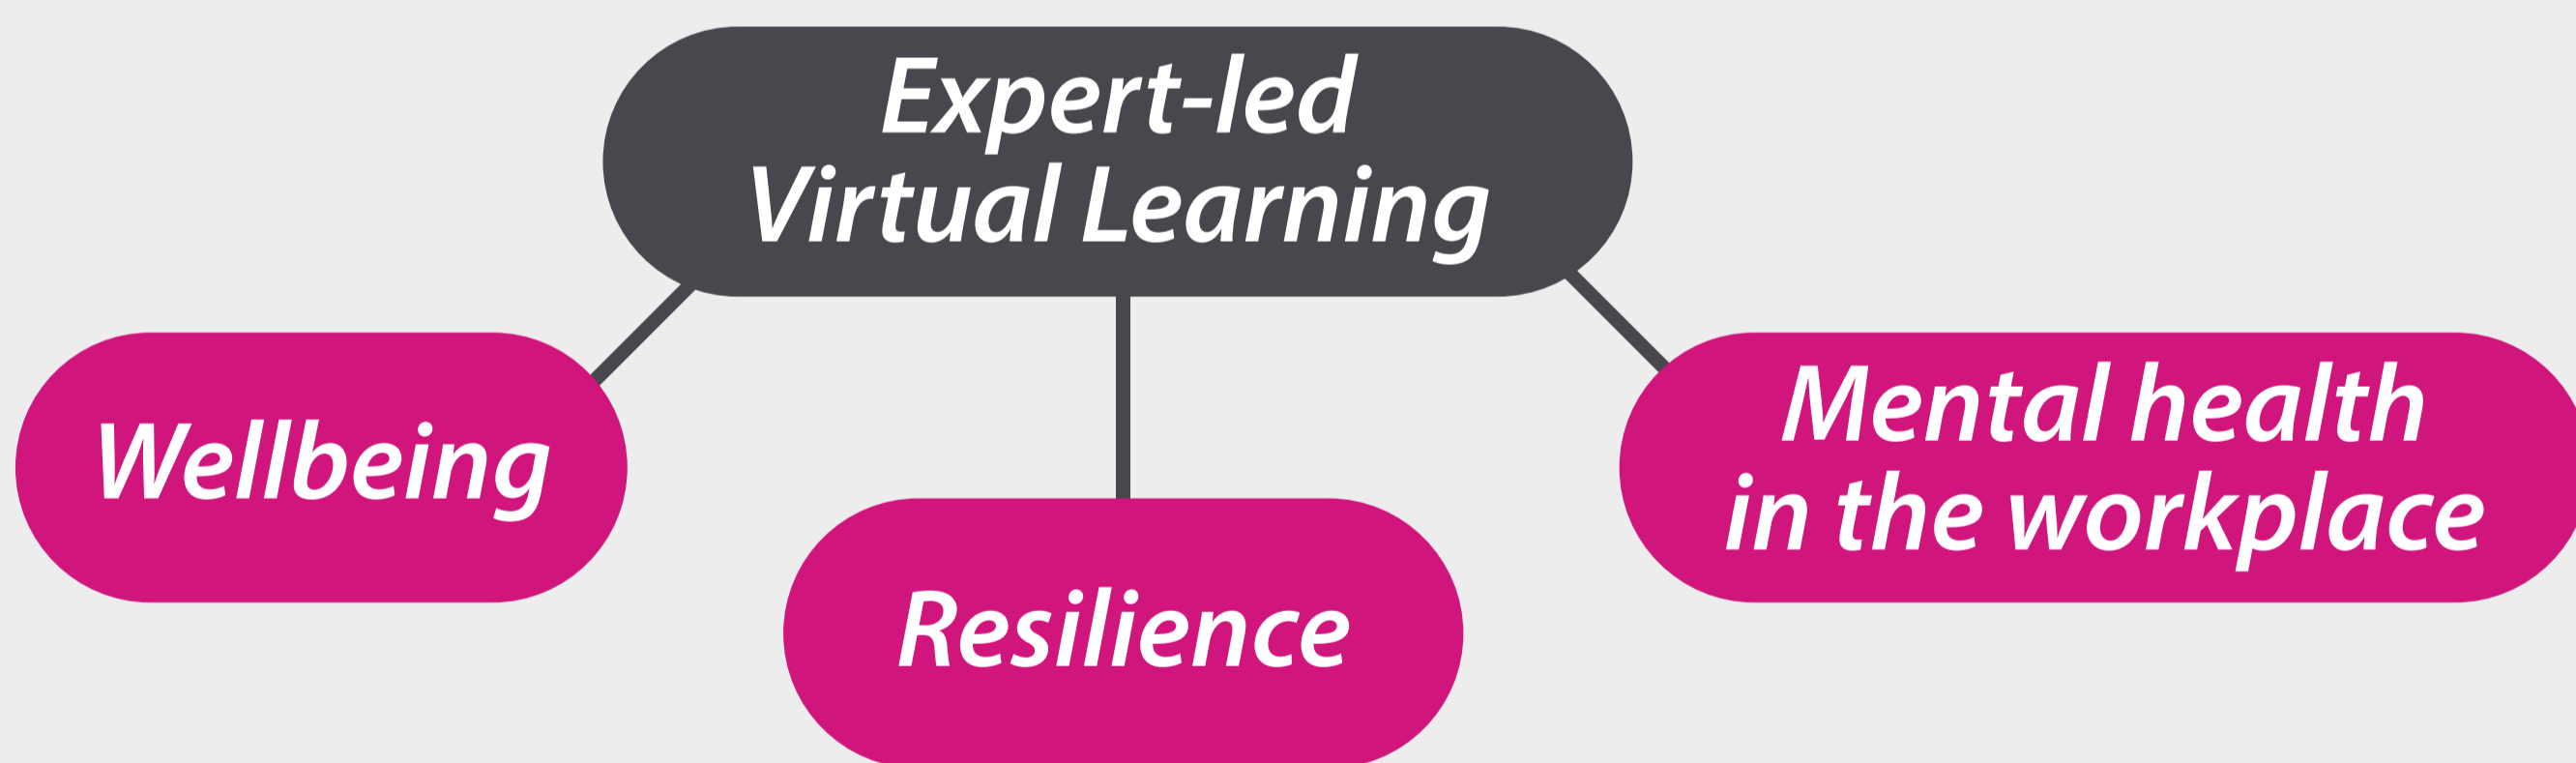 Expert-led
Virtual Learning
Wellbeing
Resilience
Mental health
in the workplace